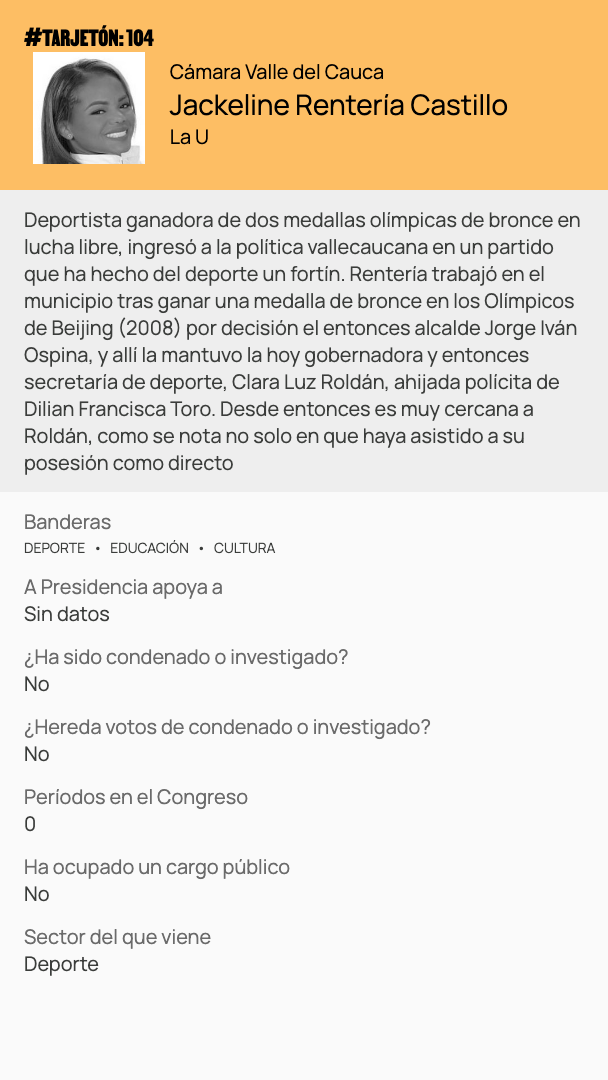 #TARJETÓN: 104
Cámara Valle del Cauca
Jackeline Rentería Castillo
La U
Deportista ganadora de dos medallas olímpicas de bronce en
lucha libre, ingresó a la política vallecaucana en un partido
que ha hecho del deporte un fortín. Rentería trabajó en el
municipio tras ganar una medalla de bronce en los Olímpicos
de Beijing (2008) por decisión el entonces alcalde Jorge Iván
Ospina, y allí la mantuvo la hoy gobernadora y entonces
secretaría de deporte, Clara Luz Roldán, ahijada polícita de
Dilian Francisca Toro. Desde entonces es muy cercana a
Roldán, como se nota no solo en que haya asistido a su
posesión como directo
Banderas
DEPORTE • EDUCACIÓN • CULTURA
A Presidencia apoya a
Sin datos
¿Ha sido condenado o investigado?
No
¿Hereda votos de condenado o investigado?
No
Períodos en el Congreso
0
Ha ocupado un cargo público
No
Sector del que viene
Deporte